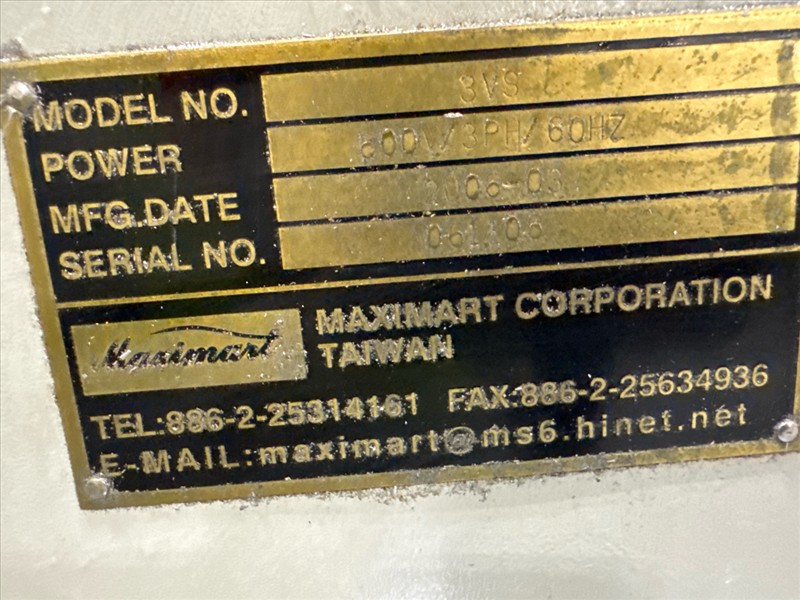 MODEL NO. 3VS
POWER 600V/3PH/60HZ
MFG.DATE
SERIAL NO.
Maximart
MAXIMART CORPORATION
TAIWAN
TEL:886-2-25314161 FAX:886-2-25634936
E-MAIL:maximart@ms6.hinet.net